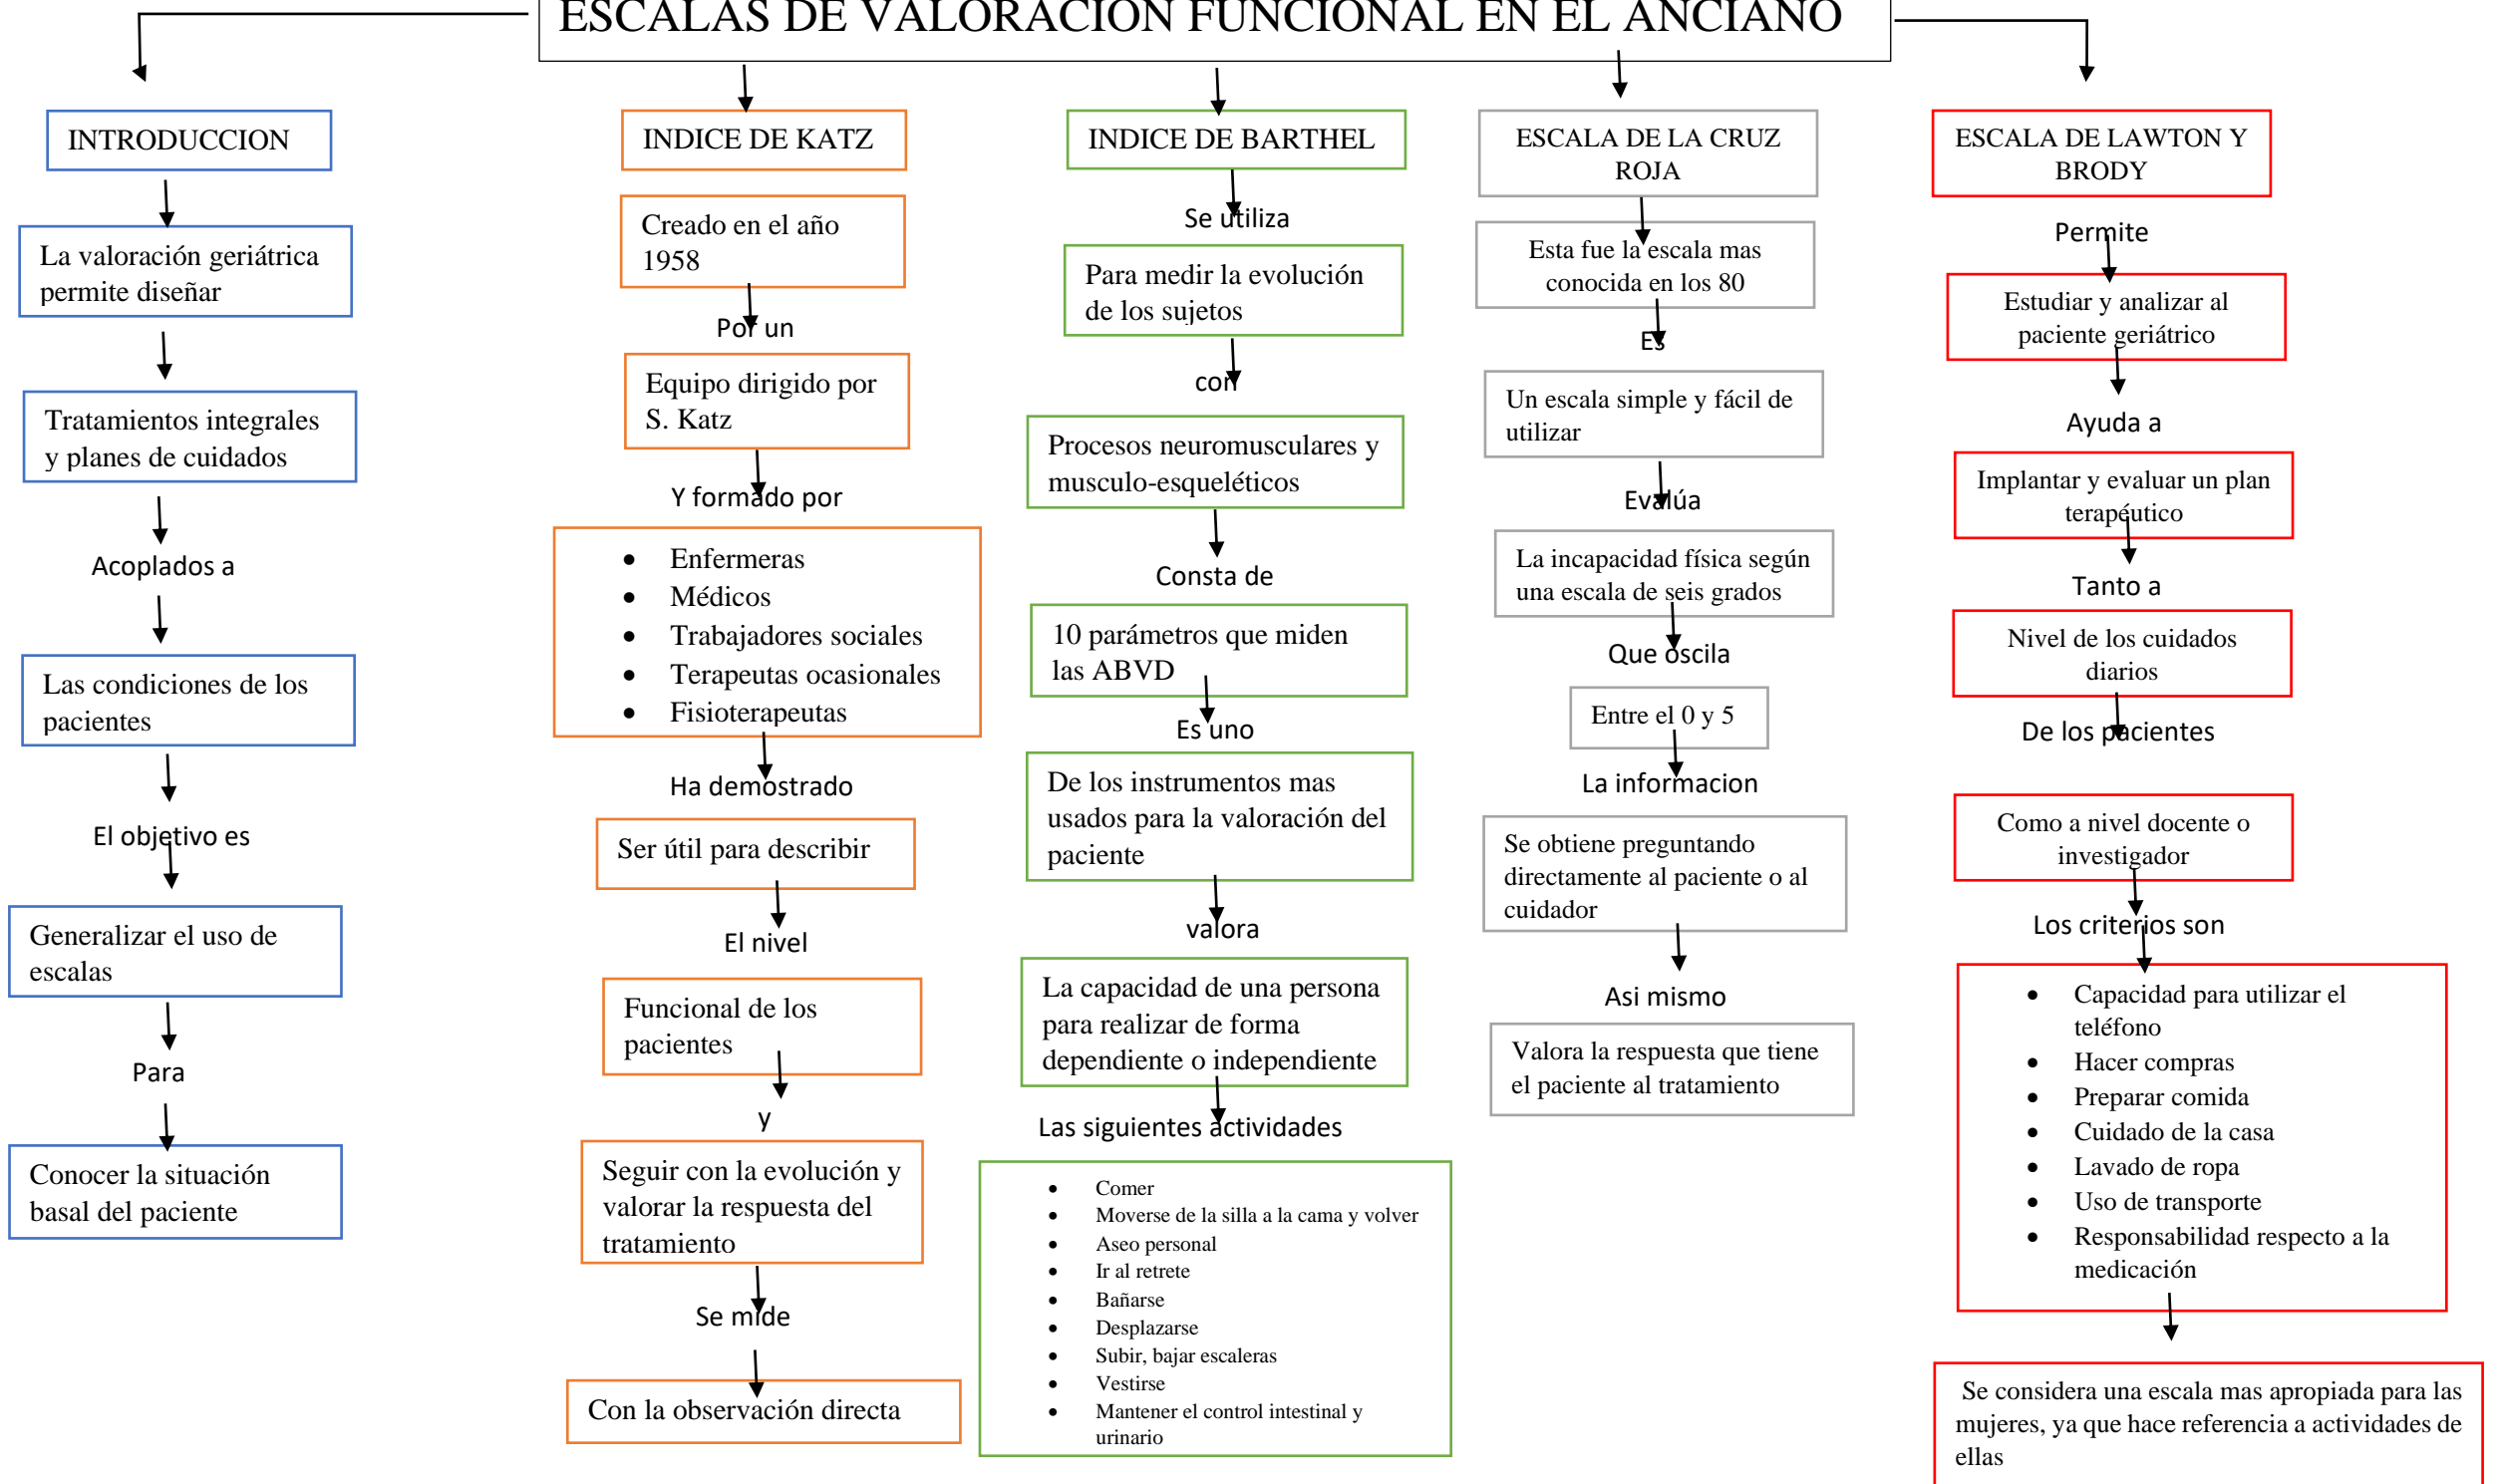 ESCALAS DE VALORACION FUNCIONAL EN EL ANCIANO
INTRODUCCION
La valoración geriátrica
permite diseñar
Tratamientos integrales
y planes de cuidados
Acoplados a
Las condiciones de los
pacientes
El objetivo es
Generalizar el uso de
escalas
Para
Conocer la situación
basal del paciente
INDICE DE KATZ
Creado en el año
1958
Por un
Equipo dirigido por
S. Katz
Y formado por
• Enfermeras
• Médicos
• Trabajadores sociales
• Terapeutas ocasionales
• Fisioterapeutas
Ha demostrado
Ser útil para describir
El nivel
Funcional de los
pacientes
y
Seguir con la evolución y
valorar la respuesta del
tratamiento
Se mide
Con la observación directa
INDICE DE BARTHEL
Se utiliza
Para medir la evolución
de los sujetos
con
Procesos neuromusculares y
musculo-esqueléticos
Consta de
10 parámetros que miden
las ABVD
Es uno
De los instrumentos mas
usados para la valoración del
paciente
valora
La capacidad de una persona
para realizar de forma
dependiente o independiente
Las siguientes actividades
• Comer
• Moverse de la silla a la cama y volver
• Aseo personal
• Ir al retrete
• Bañarse
• Desplazarse
• Subir, bajar escaleras
• Vestirse
• Mantener el control intestinal y
urinario
ESCALA DE LA CRUZ
ROJA
Esta fue la escala mas
conocida en los 80
Es
Un escala simple y fácil de
utilizar
Evalúa
La incapacidad física según
una escala de seis grados
Que oscila
Entre el 0 y 5
La informacion
Se obtiene preguntando
directamente al paciente o al
cuidador
Asi mismo
Valora la respuesta que tiene
el paciente al tratamiento
ESCALA DE LAWTON Y
BRODY
Permite
Estudiar y analizar al
paciente geriátrico
Ayuda a
Implantar y evaluar un plan
terapéutico
Tanto a
Nivel de los cuidados
diarios
De los pacientes
Como a nivel docente o
investigador
Los criterios son
• Capacidad para utilizar el
teléfono
• Hacer compras
• Preparar comida
• Cuidado de la casa
• Lavado de ropa
• Uso de transporte
• Responsabilidad respecto a la
medicación
Se considera una escala mas apropiada para las
mujeres, ya que hace referencia a actividades de
ellas